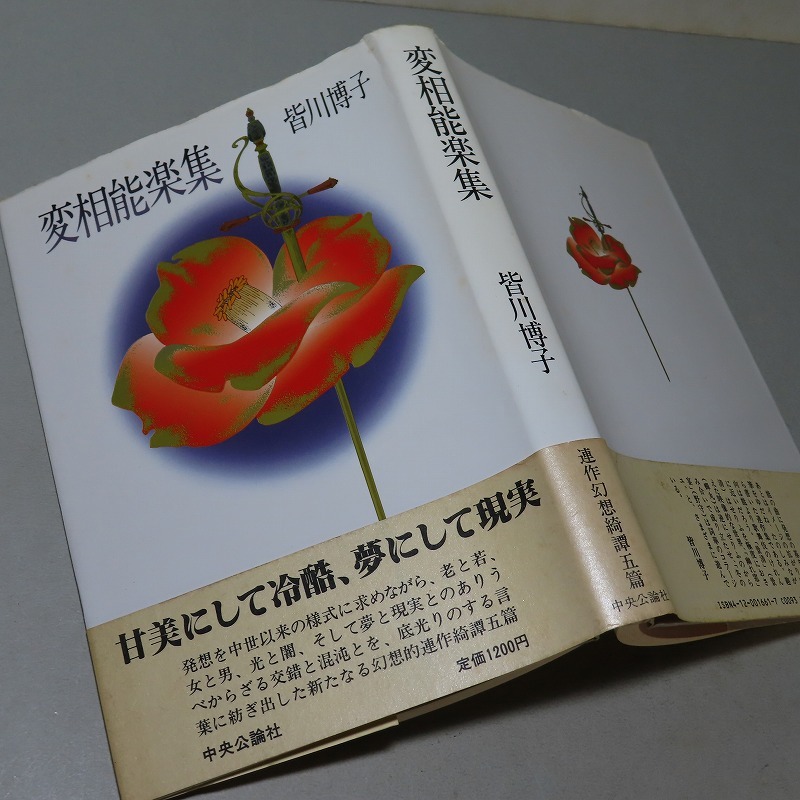 変相能楽集
皆川博子
甘美にして冷酷、夢にして現実
発想を中世以来の様式に求めながら、老と若、
女と男、光と闇、そして夢と現実とのありう
べからざる交錯と混沌とを、底光りのする言
葉に紡ぎ出した新たなる幻想的連作綺譚五篇
定価1200円
中央公論社
変相能楽集
皆川博子
連作幻想綺譚五篇
中央公論社
皆川博子
ISBN4-12-001661-7 C0093